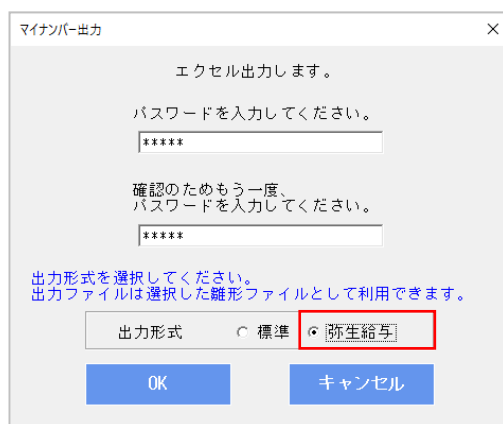 マイナンバー出力
エクセル出力します。
パスワードを入力してください。
*****
確認のためもう一度、
パスワードを入力してください。
*****
出力形式を選択してください。
出力ファイルは選択した雛形ファイルとして利用できます。
出力形式 標準 弥生給与
OK キャンセル